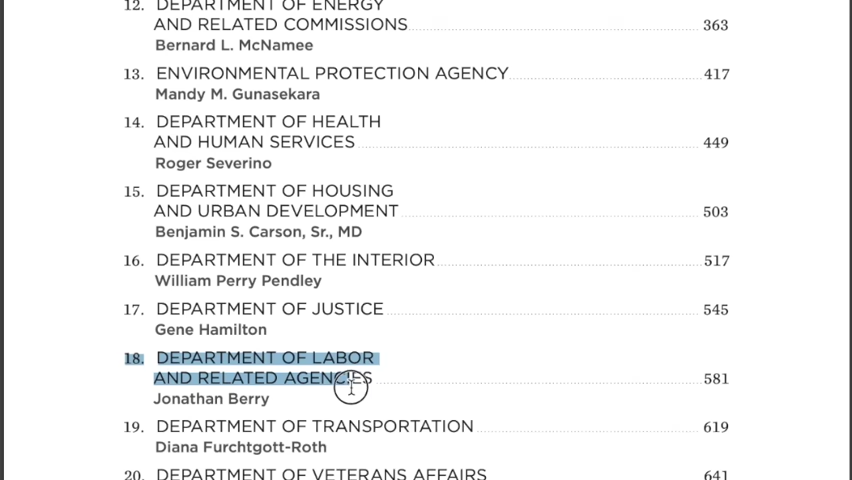 12. DEPARTMENT OF ENERGY
AND RELATED COMMISSIONS 363
Bernard L. McNamee
13. ENVIRONMENTAL PROTECTION AGENCY 417
Mandy M. Gunasekara
14. DEPARTMENT OF HEALTH
AND HUMAN SERVICES 449
Roger Severino
15. DEPARTMENT OF HOUSING
AND URBAN DEVELOPMENT 503
Benjamin S. Carson, Sr., MD
16. DEPARTMENT OF THE INTERIOR 517
William Perry Pendley
17. DEPARTMENT OF JUSTICE 545
Gene Hamilton
18. DEPARTMENT OF LABOR
AND RELATED AGENCIES 581
Jonathan Berry
19. DEPARTMENT OF TRANSPORTATION 619
Diana Furchtgott-Roth
20. DEPARTMENT OF VETERANS AFFAIRS 641